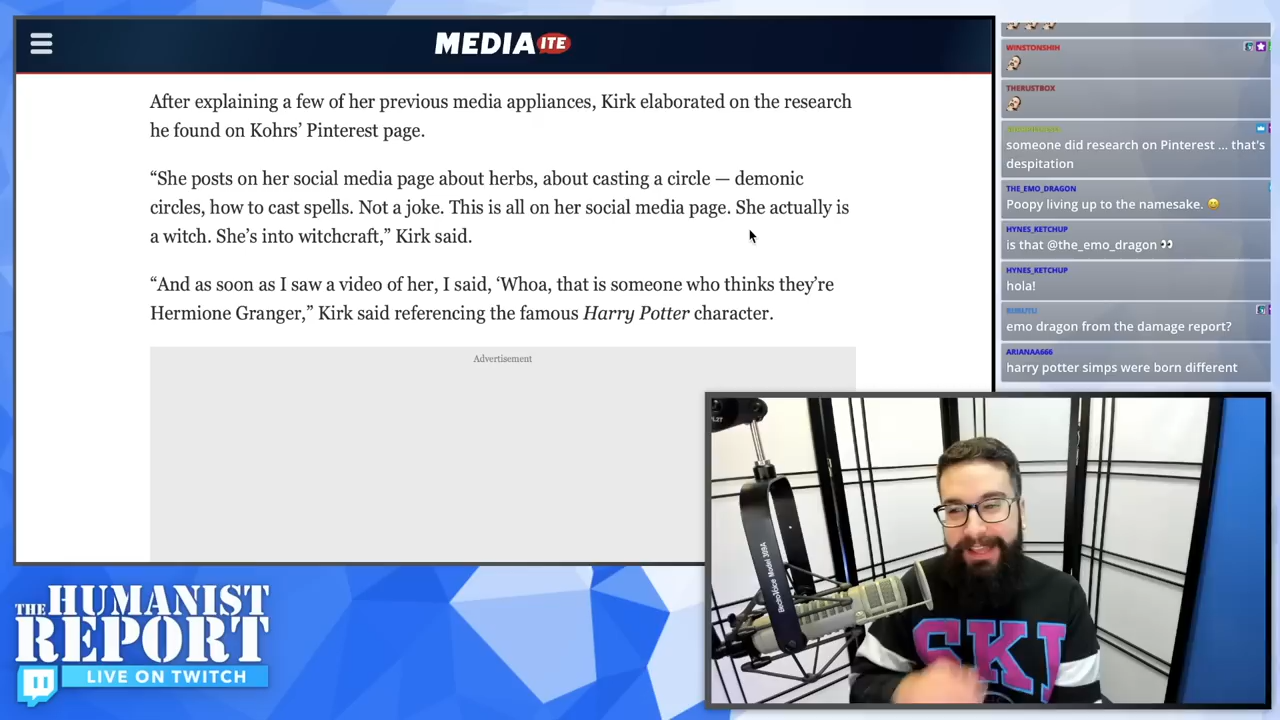 MEDIAITE
After explaining a few of her previous media appliances, Kirk elaborated on the research
he found on Kohrs’ Pinterest page.
“She posts on her social media page about herbs, about casting a circle — demonic
circles, how to cast spells. Not a joke. This is all on her social media page. She actually is
a witch. She’s into witchcraft,” Kirk said.
“And as soon as I saw a video of her, I said, ‘Whoa, that is someone who thinks they’re
Hermione Granger,” Kirk said referencing the famous Harry Potter character.
Advertisement
WINSTONSHIH
THERUSTBOX
someone did research on Pinterest ... that's
despitation
THE_EMO_DRAGON
Poopy living up to the namesake.
HYNES_KETCHUP
is that @the_emo_dragon
HYNES_KETCHUP
hola!
emo dragon from the damage report?
ARIANAA666
harry potter simps were born different
THE HUMANIST
REPORT
LIVE ON TWITCH
SKI